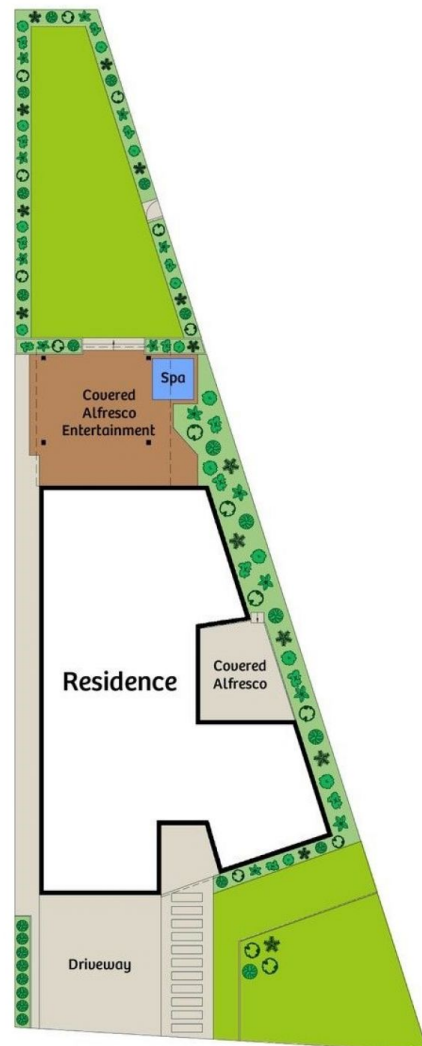 Spa
Covered
Alfresco
Entertainment
Residence
Covered
Alfresco
Driveway